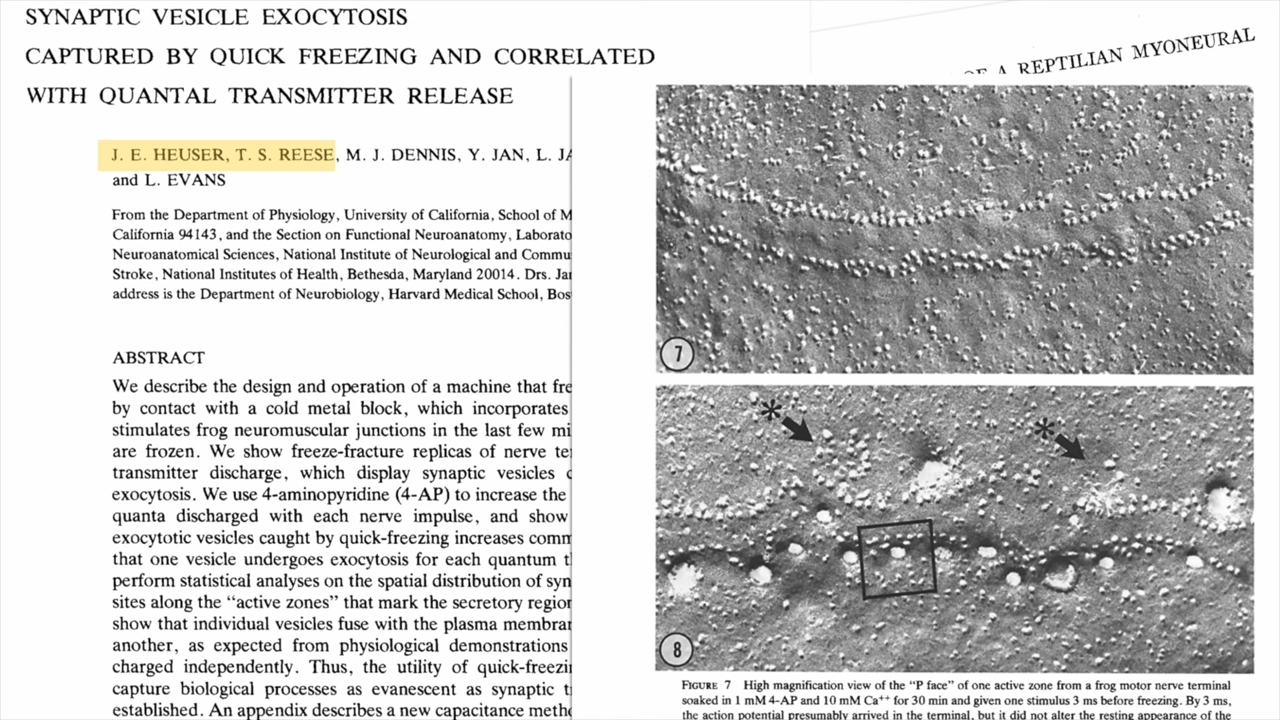 SYNAPTIC VESICLE EXOCYTOSIS
CAPTURED BY QUICK FREEZING AND CORRELATED
WITH QUANTAL TRANSMITTER RELEASE
J. E. HEUSER, T. S. REESE, M. J. DENNIS, Y. JAN, L.
and L. EVANS
From the Department of Physiology, University of California, School of
California 94143, and the Section on Functional Neuroanatomy,
Neuroanatomical Sciences, National Institute of Neurological and
Stroke, National Institutes of Health, Bethesda, Maryland 20014. Drs.
address is the Department of Neurobiology, Harvard Medical School,
ABSTRACT
We describe the design and operation of a machine that
by contact with a cold metal block, which incorporates
stimulates frog neuromuscular junctions in the last few
are frozen. We show freeze-fracture replicas of nerve
transmitter discharge, which display synaptic vesicles
exocytosis. We use 4-aminopyridine (4-AP) to increase the
quanta discharged with each nerve impulse, and show
exocytotic vesicles caught by quick-freezing increases
that one vesicle undergoes exocytosis for each quantum
perform statistical analyses on the spatial distribution of
sites along the “active zones” that mark the secretory
show that individual vesicles fuse with the plasma
another, as expected from physiological demonstrations
charged independently. Thus, the utility of
capture biological processes as evanescent as synaptic
established. An appendix describes a new capacitance
A REPTILIAN MYONEURAL
7
*
*
8
FIGURE 7 High magnification view of the “P face” of one active zone from a frog motor nerve terminal
soaked in 1 mM 4-AP and 10 mM Ca++ for 30 min and given one stimulus 3 ms before freezing. By 3 ms,
the action potential presumably arrived in the terminal, but it did not alter the resting appearance of the